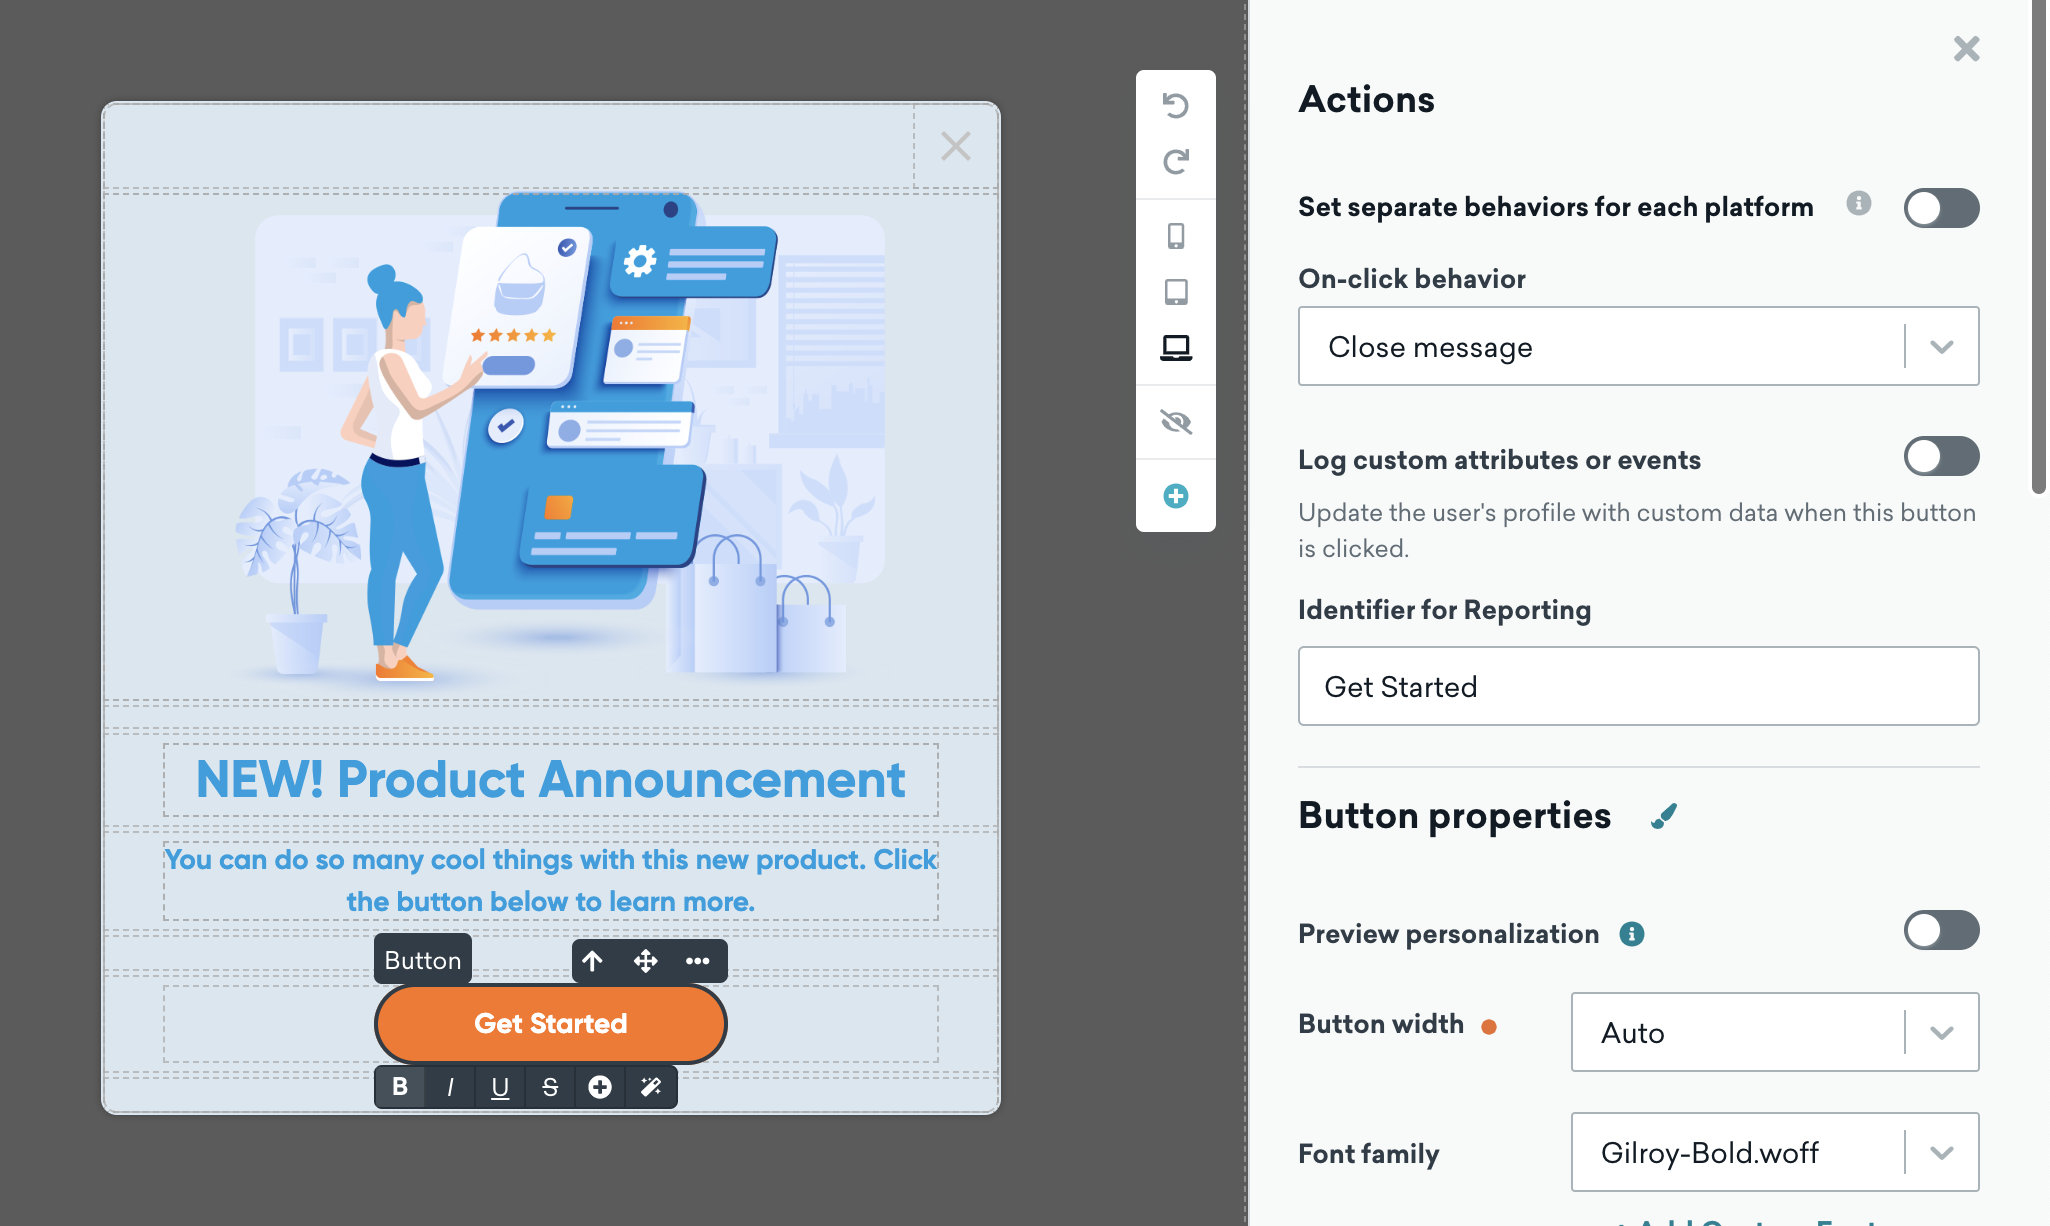 NEW! Product Announcement
You can do so many cool things with this new product. Click
the button below to learn more.
Button
Get Started
B I U S
Actions
Set separate behaviors for each platform
On-click behavior
Close message
Log custom attributes or events
Update the user's profile with custom data when this button
is clicked.
Identifier for Reporting
Get Started
Button properties
Preview personalization
Button width
Auto
Font family
Gilroy-Bold.woff